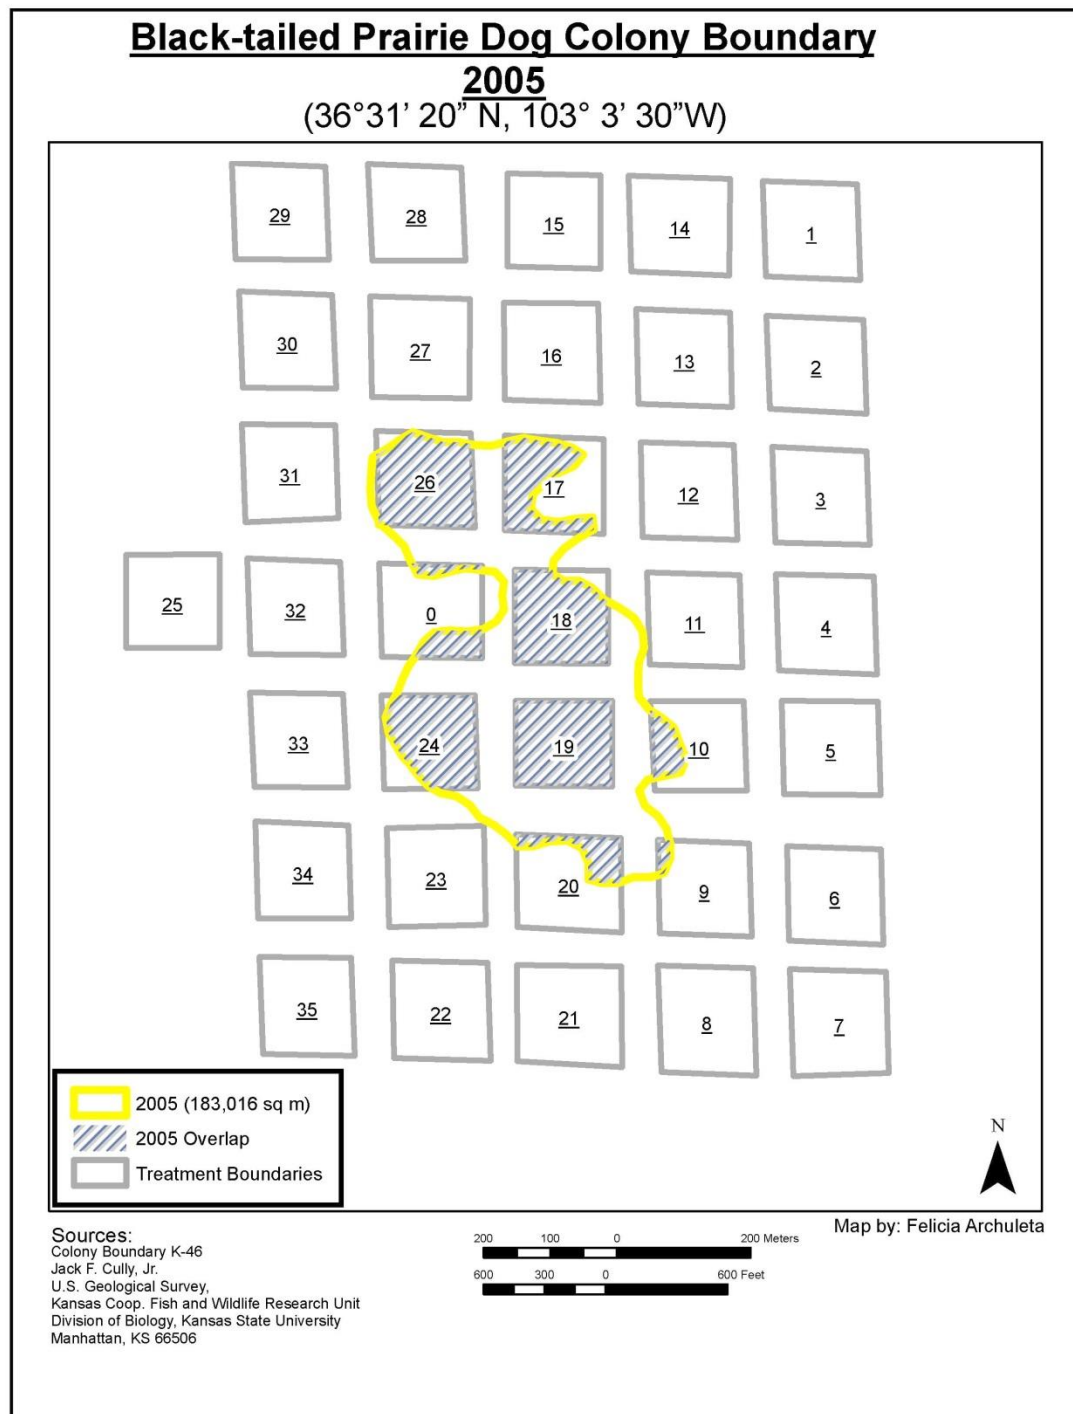 Black-tailed Prairie Dog Colony Boundary
2005
(36°31’ 20” N, 103° 3’ 30”W)
29
28
15
14
1
30
27
16
13
2
31
26
17
12
3
25
32
0
18
11
4
33
24
19
10
5
34
23
20
9
6
35
22
21
8
7
2005 (183,016 sq m)
2005 Overlap
Treatment Boundaries
N
Map by: Felicia Archuleta
Sources:
Colony Boundary K-46
Jack F. Cully, Jr.
U.S. Geological Survey,
Kansas Coop. Fish and Wildlife Research Unit
Division of Biology, Kansas State University
Manhattan, KS 66506
200 100 0 200 Meters
600 300 0 600 Feet